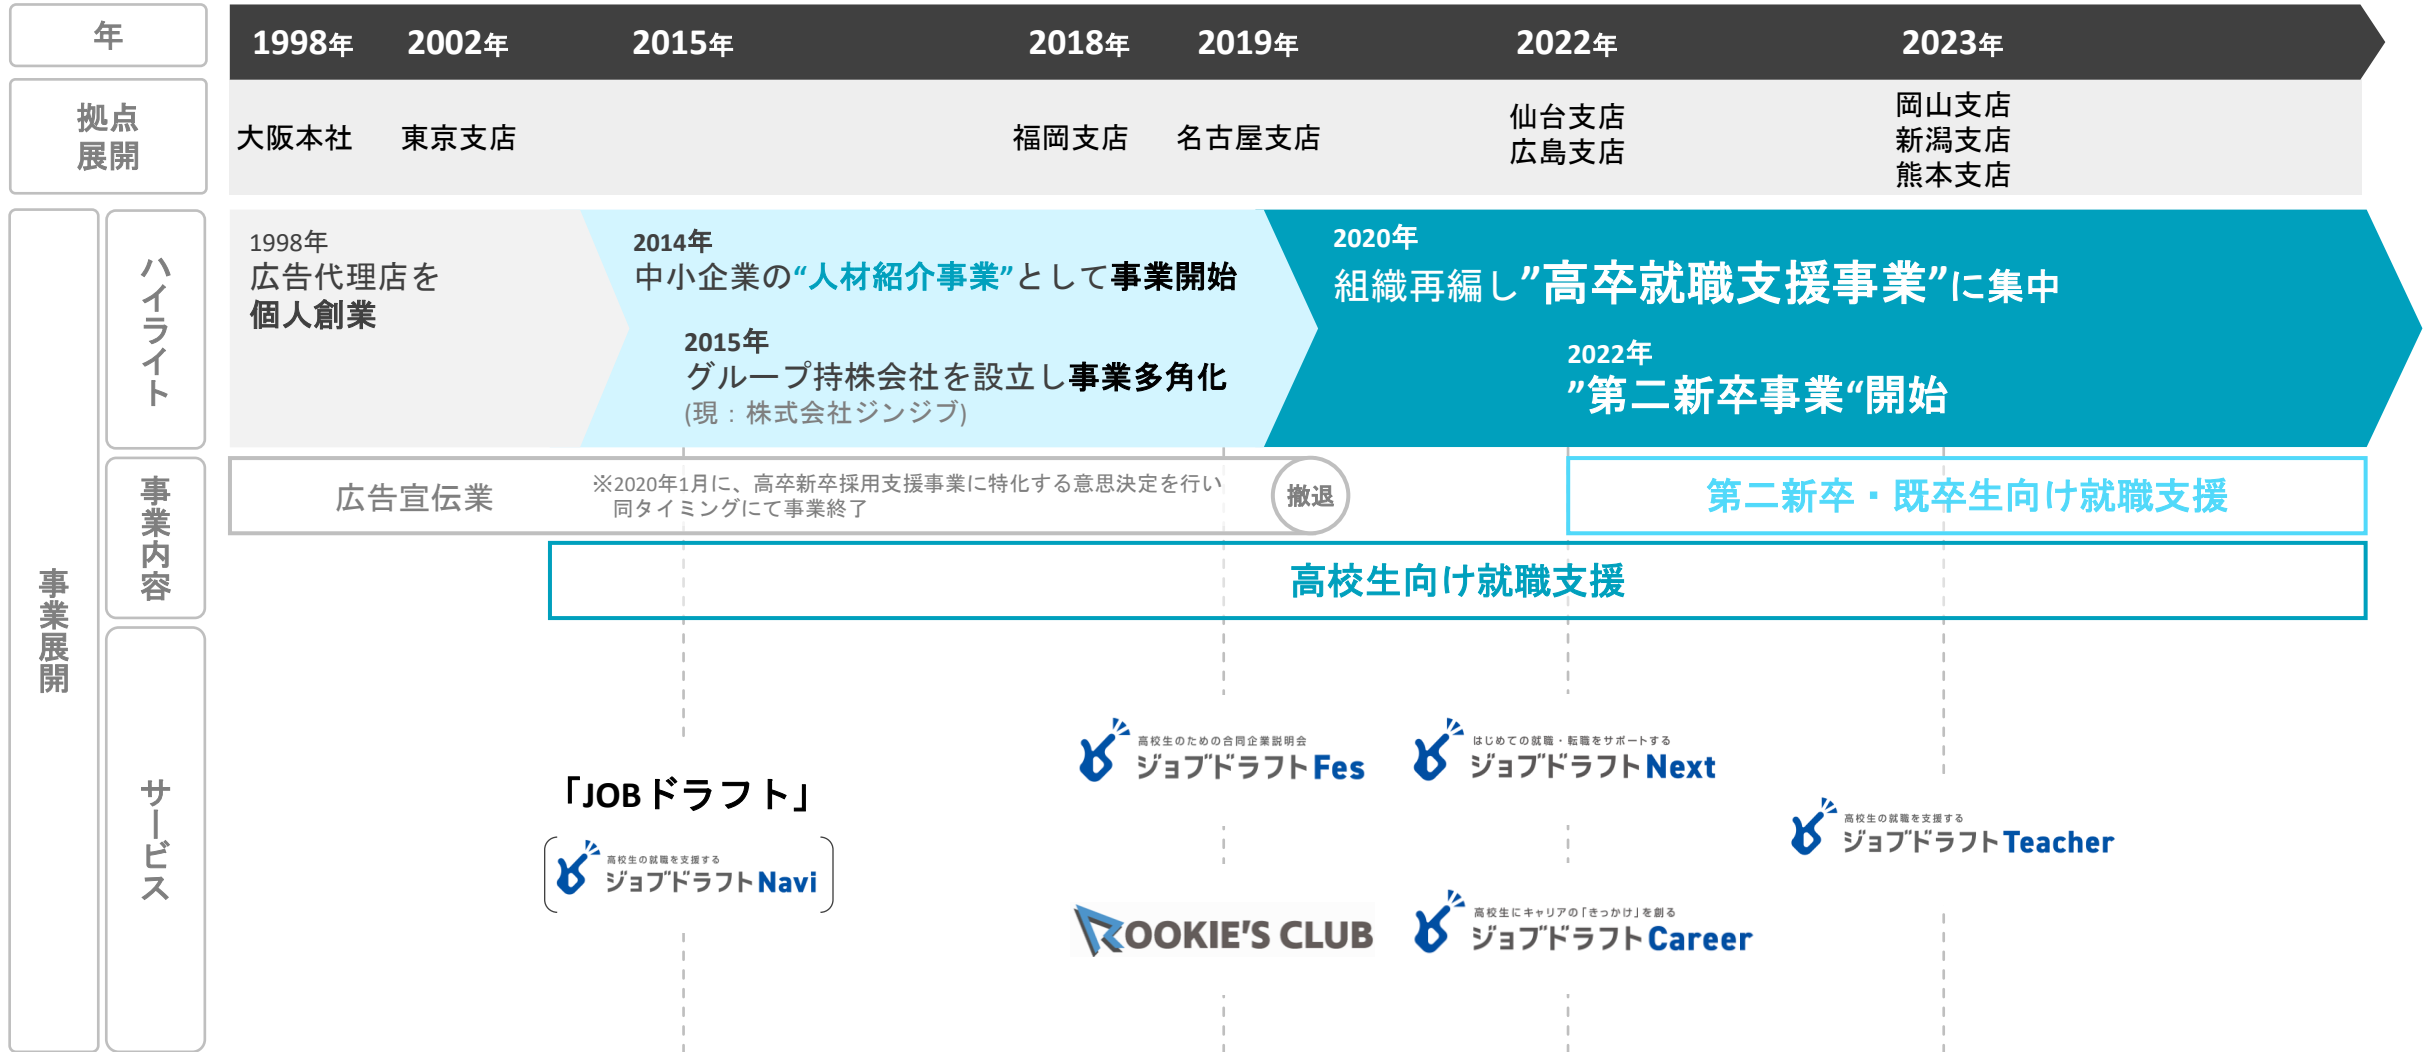 年
1998年 2002年 2015年 2018年 2019年 2022年 2023年
拠点
展開
大阪本社
東京支店
福岡支店
名古屋支店
仙台支店
広島支店
岡山支店
新潟支店
熊本支店
事業展開
ハイライト
1998年
広告代理店を
個人創業
2014年
中小企業の“人材紹介事業”として事業開始
2015年
グループ持株会社を設立し事業多角化
(現：株式会社ジンジブ)
2020年
組織再編し”高卒就職支援事業”に集中
2022年
”第二新卒事業“開始
事業内容
広告宣伝業
※2020年1月に、高卒新卒採用支援事業に特化する意思決定を行い
同タイミングにて事業終了
撤退
第二新卒・既卒生向け就職支援
高校生向け就職支援
サービス
「JOBドラフト」
高校生の就職を支援する
ジョブドラフトNavi
高校生のための合同企業説明会
ジョブドラフトFes
ROOKIE'S CLUB
はじめての就職・転職をサポートする
ジョブドラフトNext
高校生にキャリアの「きっかけ」を創る
ジョブドラフトCareer
高校生の就職を支援する
ジョブドラフトTeacher